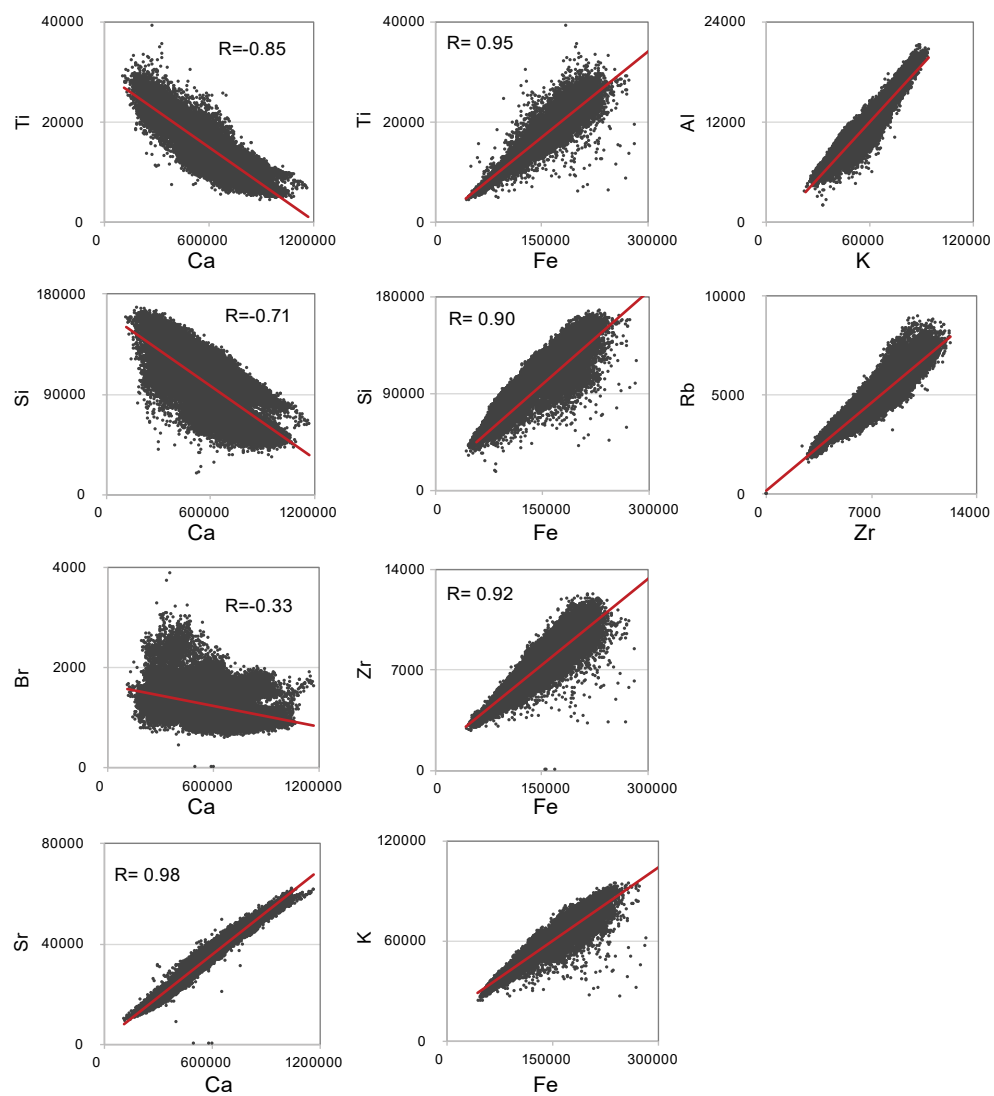 40000
R=-0.85
Ti
20000
0
0 600000 1200000
Ca
40000
R= 0.95
Ti
20000
0
0 150000 300000
Fe
24000
Al
12000
0
0 60000 120000
K
180000
R=-0.71
Si
90000
0
0 600000 1200000
Ca
180000
R= 0.90
Si
90000
0
0 150000 300000
Fe
10000
Rb
5000
0
0 7000 14000
Zr
4000
R=-0.33
Br
2000
0
0 600000 1200000
Ca
14000
R= 0.92
Zr
7000
0
0 150000 300000
Fe
80000
R= 0.98
Sr
40000
0
0 600000 1200000
Ca
120000
K
60000
0
0 150000 300000
Fe